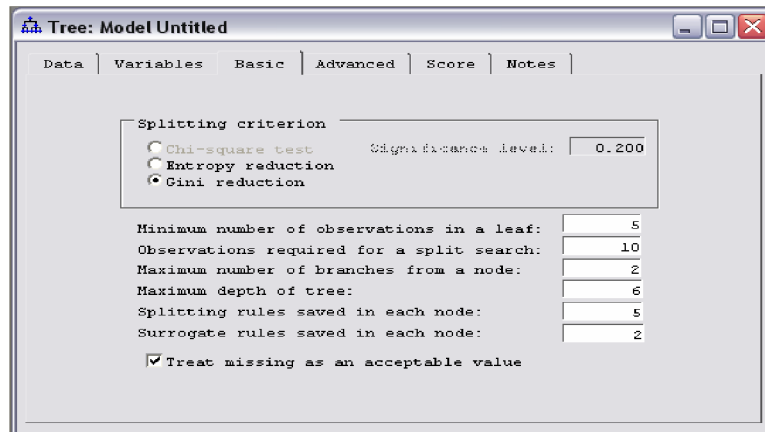 Tree: Model Untitled
Data Variables Basic Advanced Score Notes
Splitting criterion
Chi-square test Significance level: 0.200
Entropy reduction
Gini reduction
Minimum number of observations in a leaf: 5
Observations required for a split search: 10
Maximum number of branches from a node: 2
Maximum depth of tree: 6
Splitting rules saved in each node: 5
Surrogate rules saved in each node: 2
Treat missing as an acceptable value